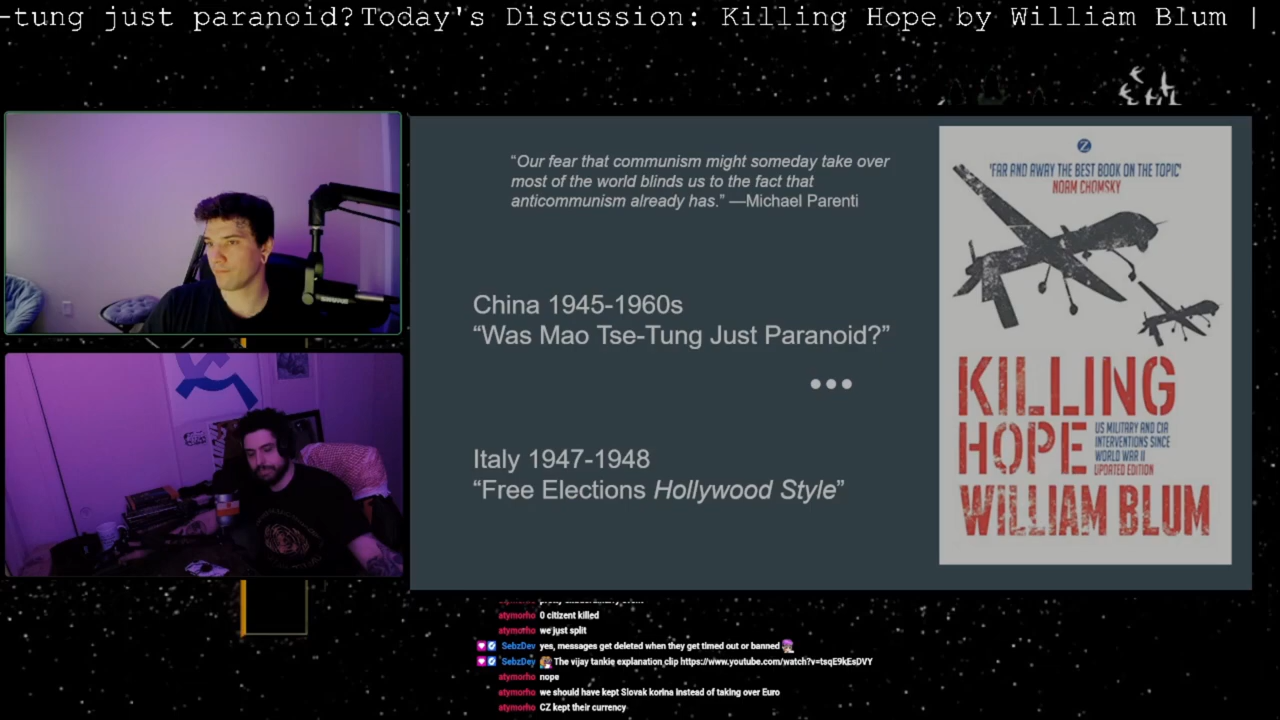 -tung just paranoid?Today's Discussion: Killing Hope by William Blum |
“Our fear that communism might someday take over
most of the world blinds us to the fact that
anticommunism already has.” —Michael Parenti
China 1945-1960s
“Was Mao Tse-Tung Just Paranoid?”
Italy 1947-1948
“Free Elections Hollywood Style”
Z
'FAR AND AWAY THE BEST BOOK ON THE TOPIC'
NOAM CHOMSKY
KILLING
HOPE
US MILITARY AND CIA
INTERVENTIONS SINCE
WORLD WAR II
UPDATED EDITION
WILLIAM BLUM
atymorho 0 citizent killed
atymorho we just split
SebzDev yes, messages get deleted when they get timed out or banned
SebzDev The vijay tankie explanation clip https://www.youtube.com/watch?v=tsqE9kEsDVY
atymorho nope
atymorho we should have kept Slovak korina instead of taking over Euro
atymorho CZ kept their currency